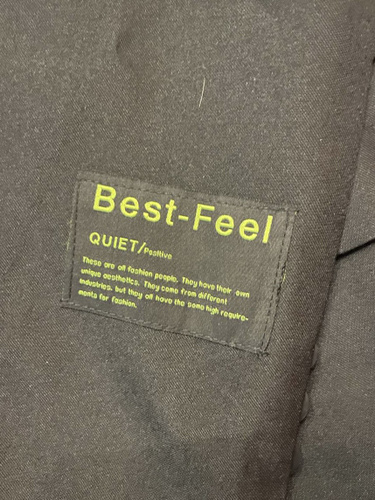 Best-Feel
QUIET/Positive
These are all fashion people. They have their own
unique aesthetics. They come from different
industries. but they all have the same high require-
ments for fashion.